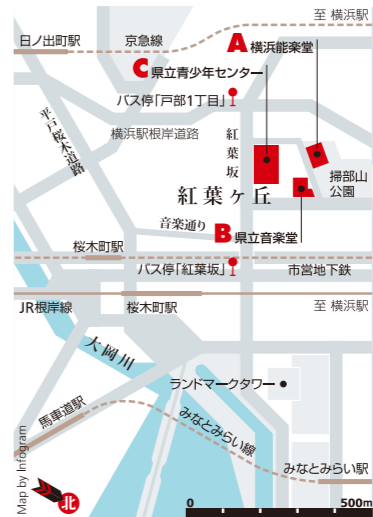 至 横浜駅
日ノ出町駅
京急線
A 横浜能楽堂
C 県立青少年センター
バス停「戸部1丁目」
平戸桜木道路
横浜駅根岸道路
紅葉坂
掃部山
公園
紅葉ヶ丘
音楽通り
B 県立音楽堂
桜木町駅
バス停「紅葉坂」
市営地下鉄
JR根岸線
桜木町駅
至 横浜駅
大岡川
ランドマークタワー
馬車道駅
みなとみらい線
みなとみらい駅
Map by Infogram
北
0
500m